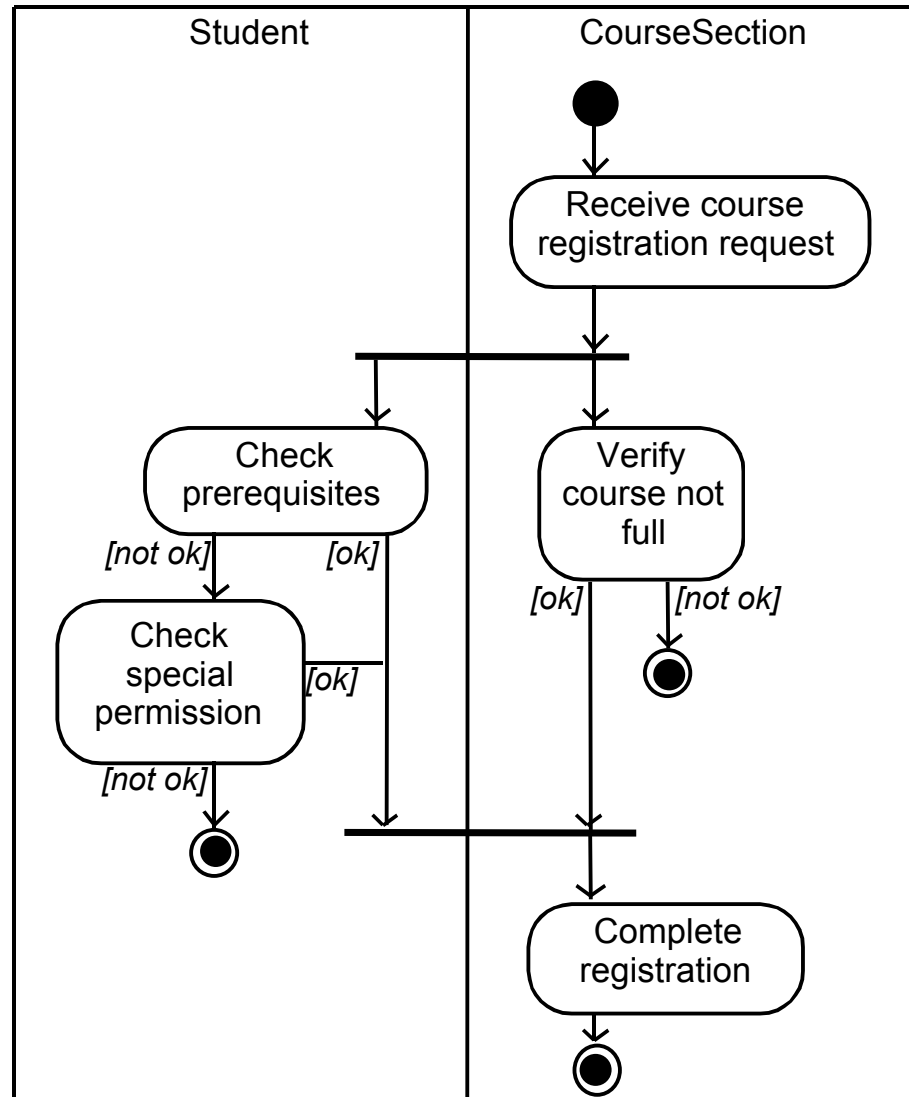 Student
CourseSection
Receive course
registration request
Check
prerequisites
Verify
course not
full
[not ok]
[ok]
[ok]
[not ok]
Check
special
permission
[ok]
[not ok]
Complete
registration